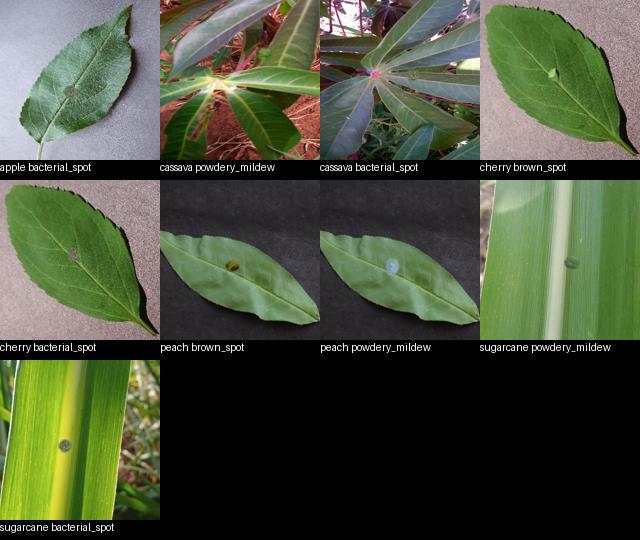 apple bacterial_spot
cassava powdery_mildew
cassava bacterial_spot
cherry brown_spot
cherry bacterial_spot
peach brown_spot
peach powdery_mildew
sugarcane powdery_mildew
sugarcane bacterial_spot